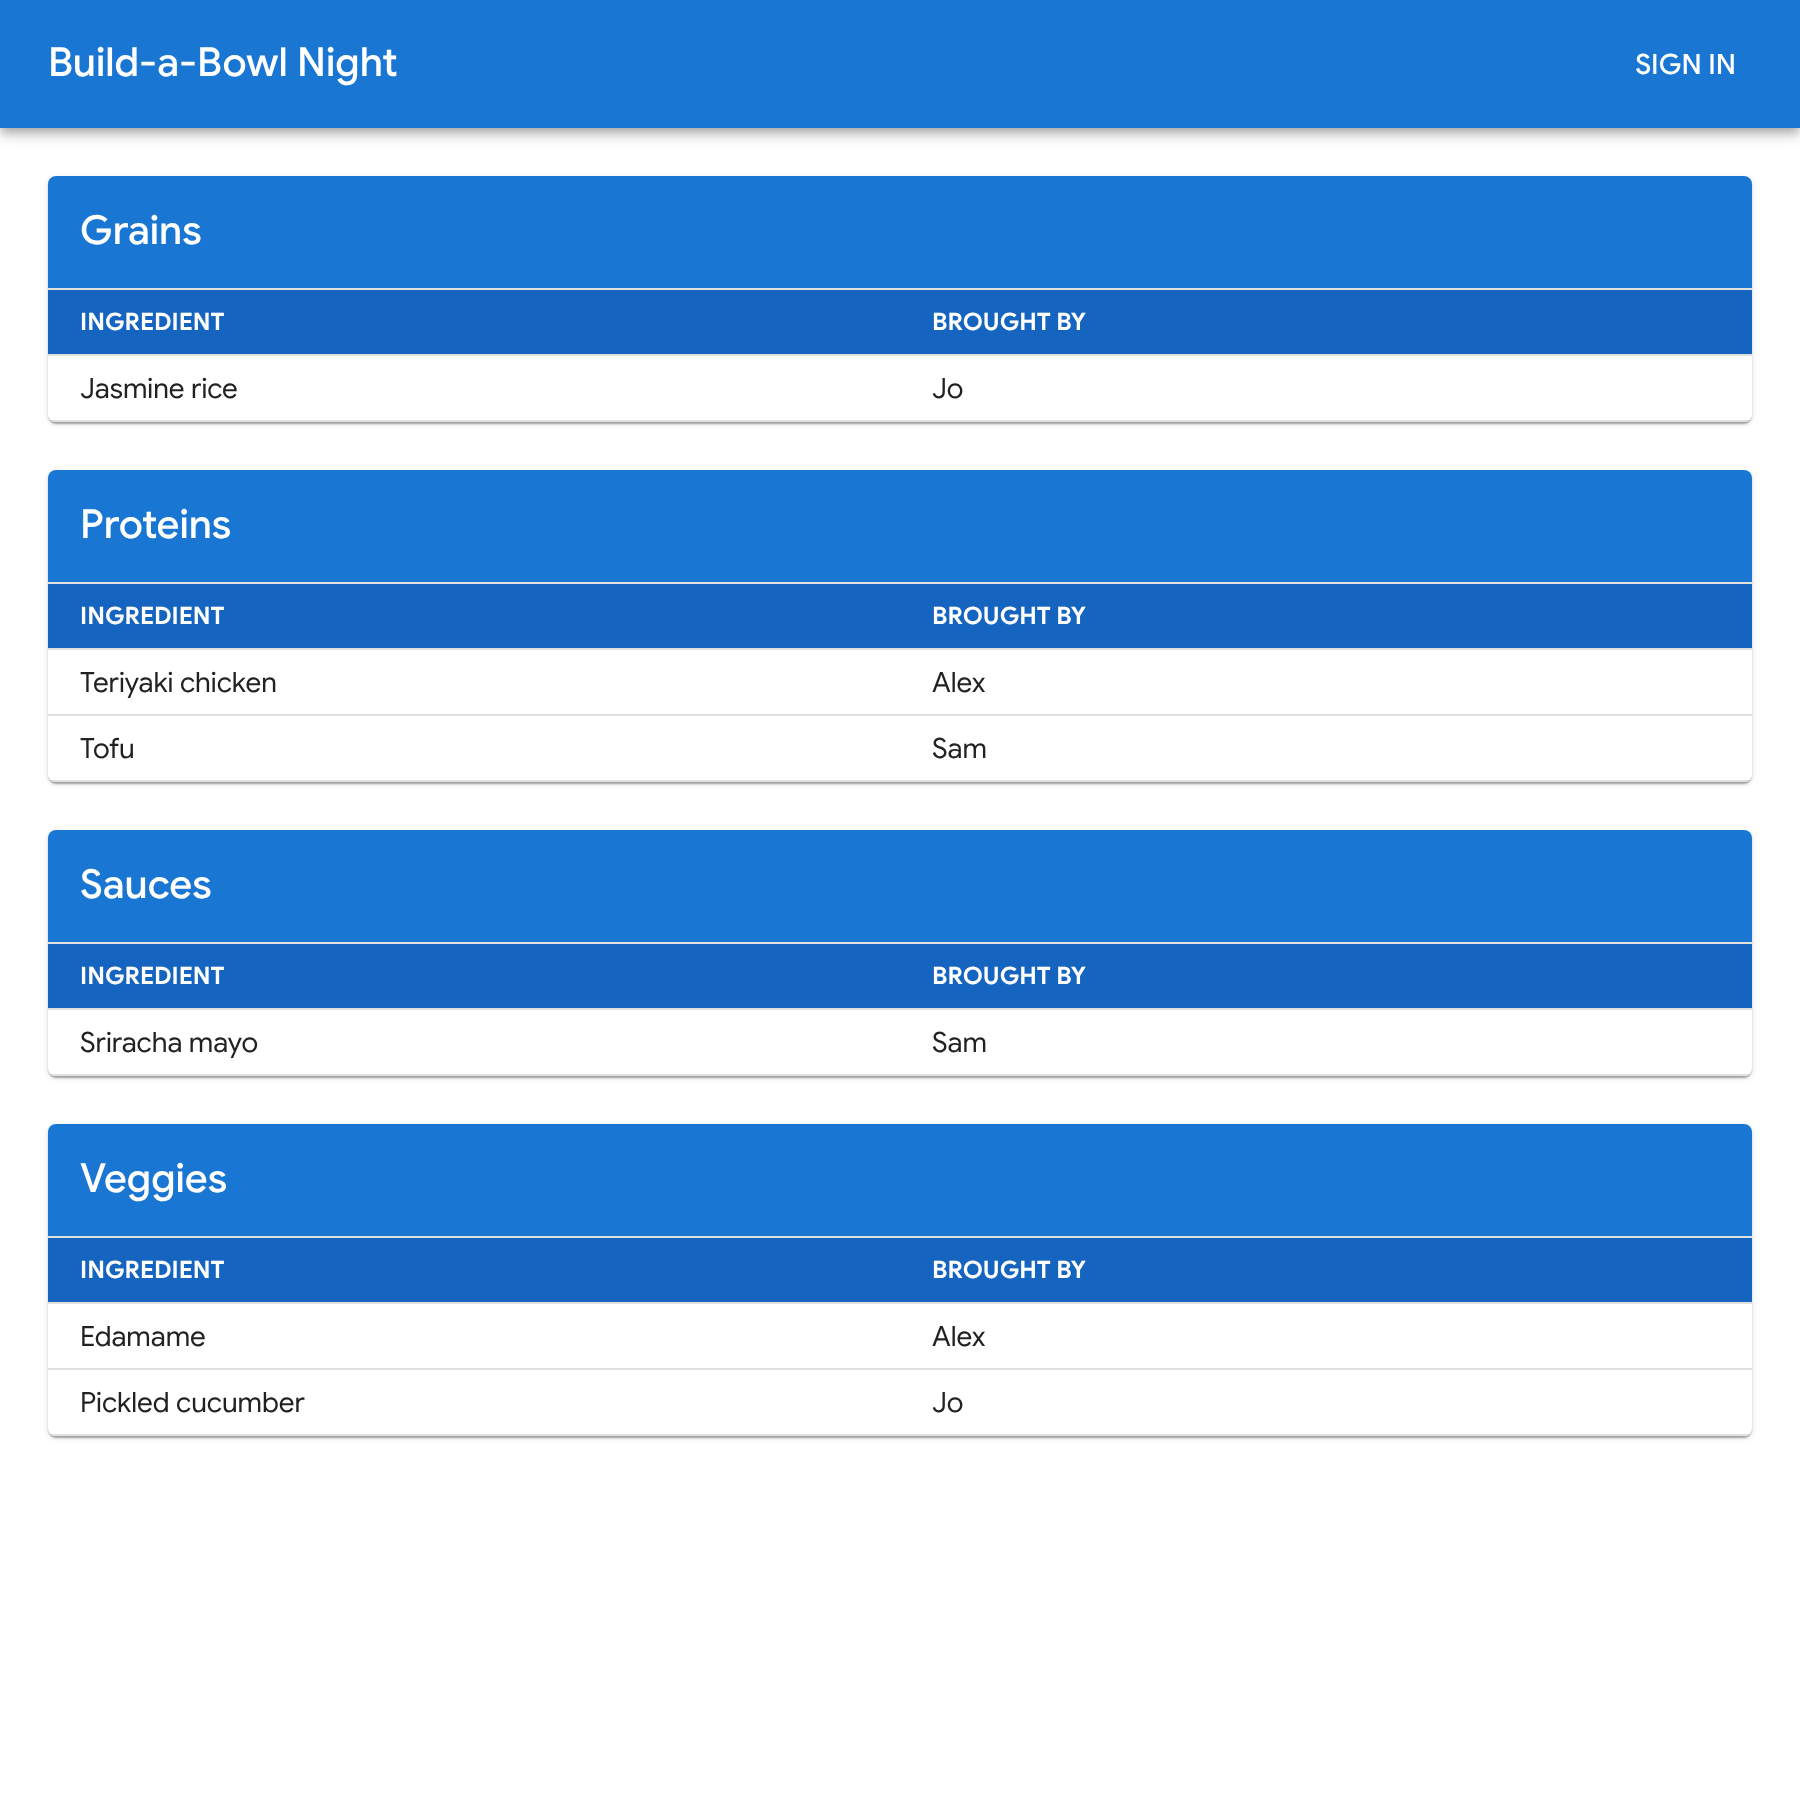 Build-a-Bowl Night SIGN IN
Grains
INGREDIENT BROUGHT BY
Jasmine rice Jo
Proteins
INGREDIENT BROUGHT BY
Teriyaki chicken Alex
Tofu Sam
Sauces
INGREDIENT BROUGHT BY
Sriracha mayo Sam
Veggies
INGREDIENT BROUGHT BY
Edamame Alex
Pickled cucumber Jo